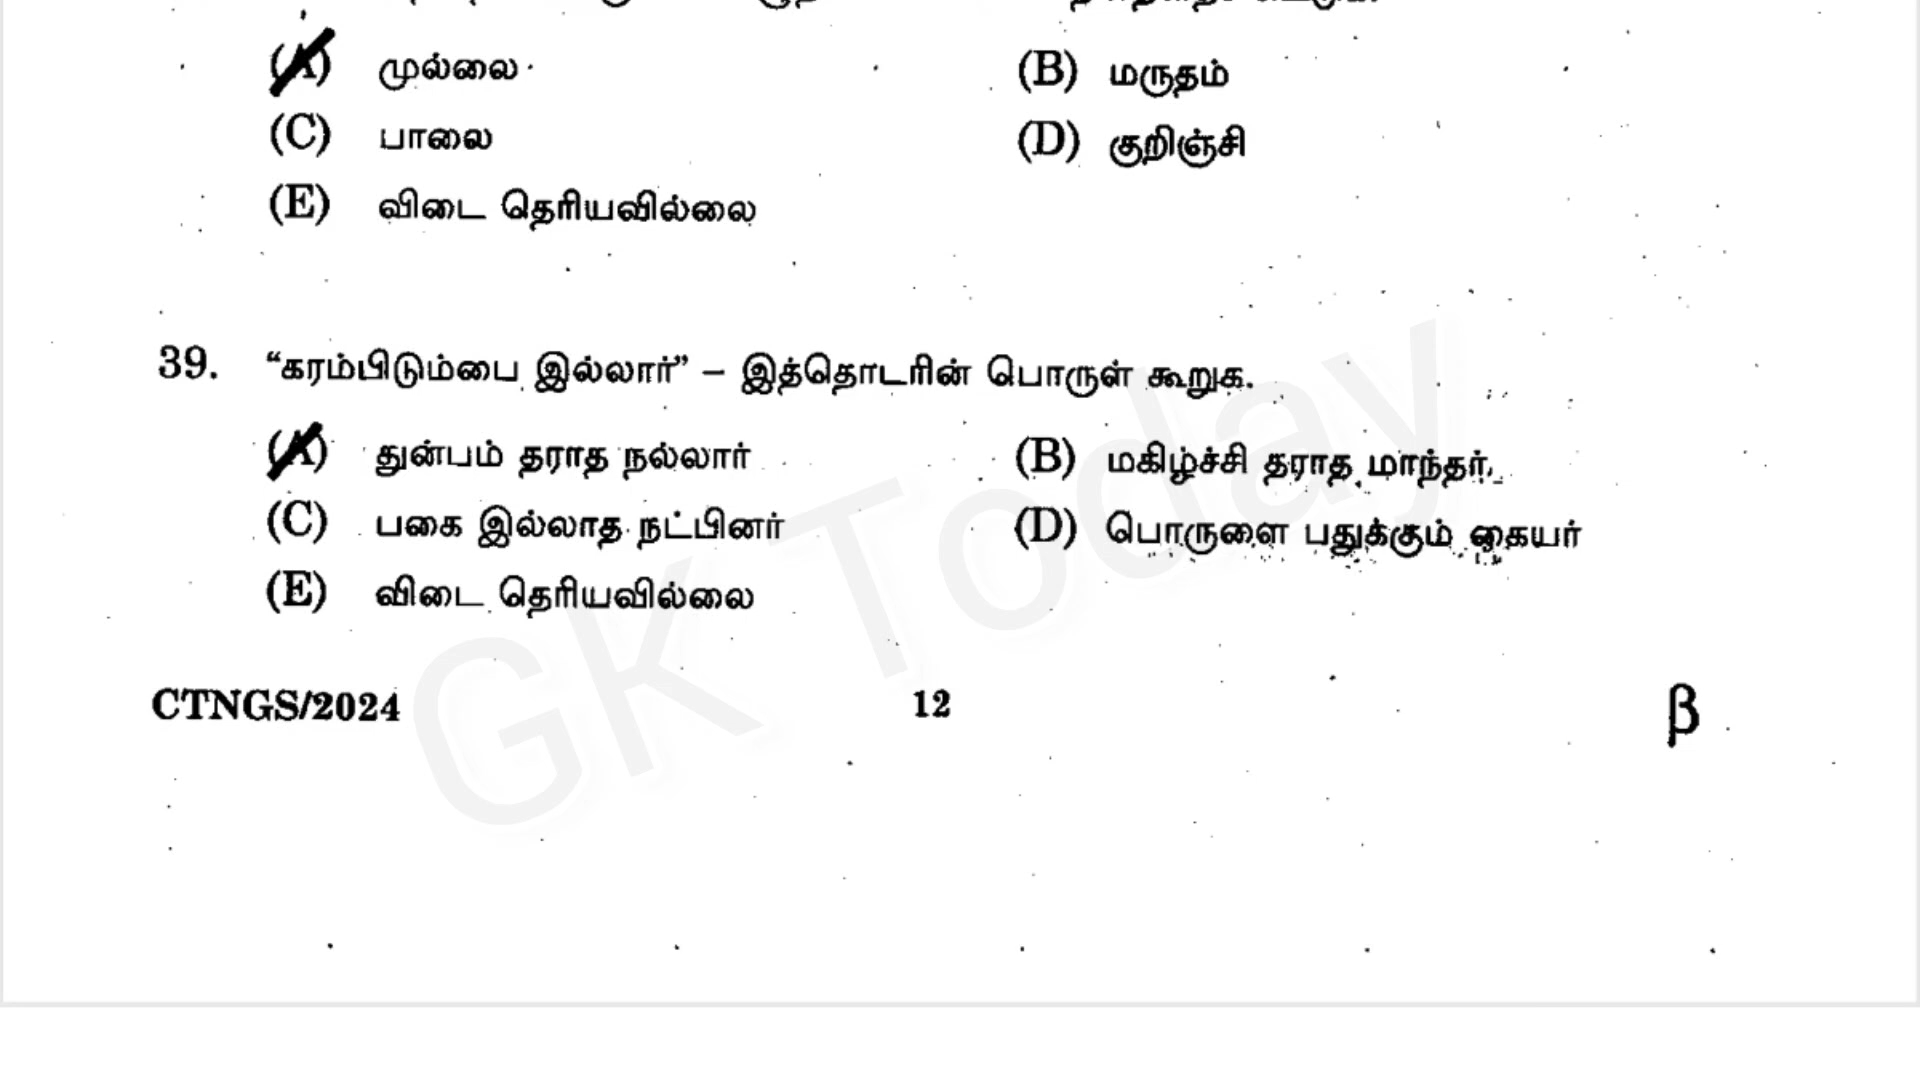 (A) முல்லை (B) மருதம்
(C) பாலை (D) குறிஞ்சி
(E) விடை தெரியவில்லை
39. “கரம்பிடும்பை இல்லார்” – இத்தொடரின் பொருள் கூறுக.
(A) துன்பம் தராத நல்லார் (B) மகிழ்ச்சி தராத மாந்தர்
(C) பகை இல்லாத நட்பினர் (D) பொருளை பதுக்கும் கையர்
(E) விடை தெரியவில்லை
CTNGS/2024 12 β
GK Today